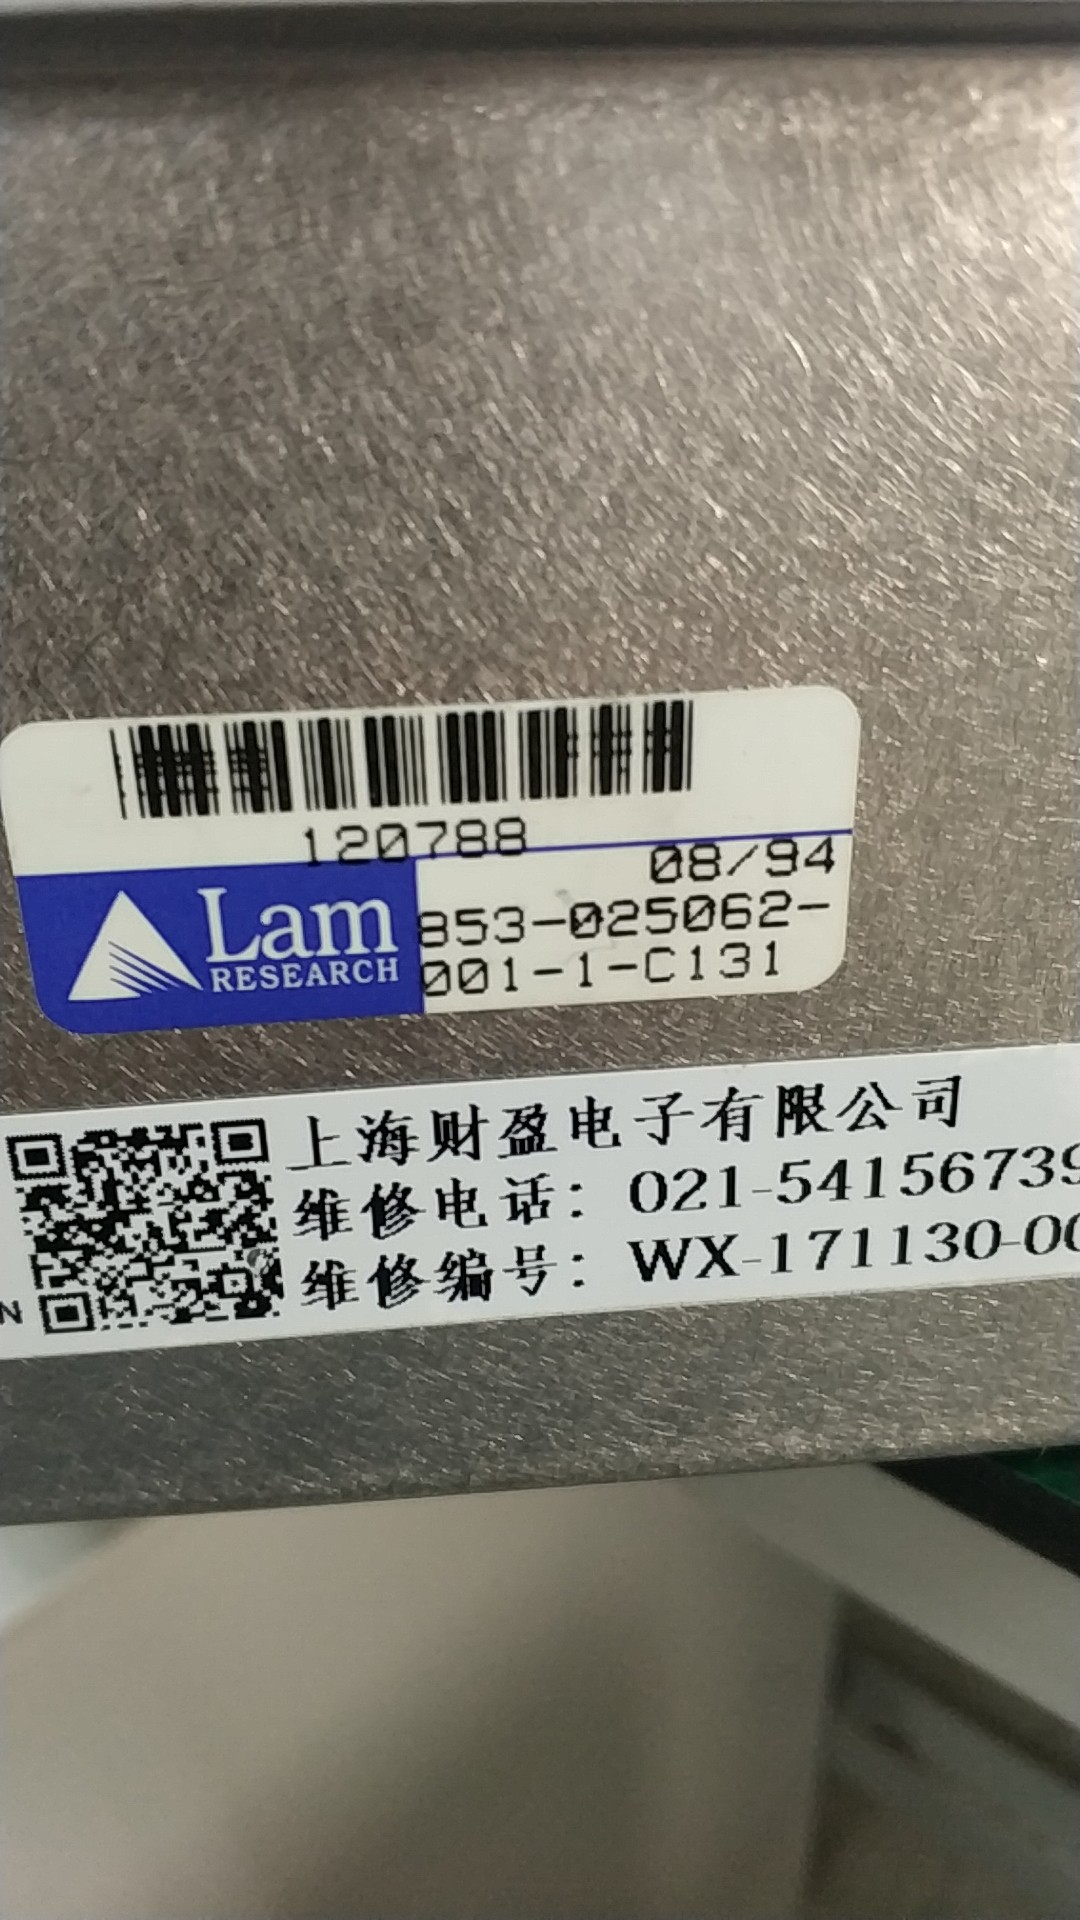 120788
08/94
Lam
RESEARCH
853-025062-
001-1-C131
上海财盈电子有限公司
维修电话：021-54156739
维修编号：WX-171130-00
N